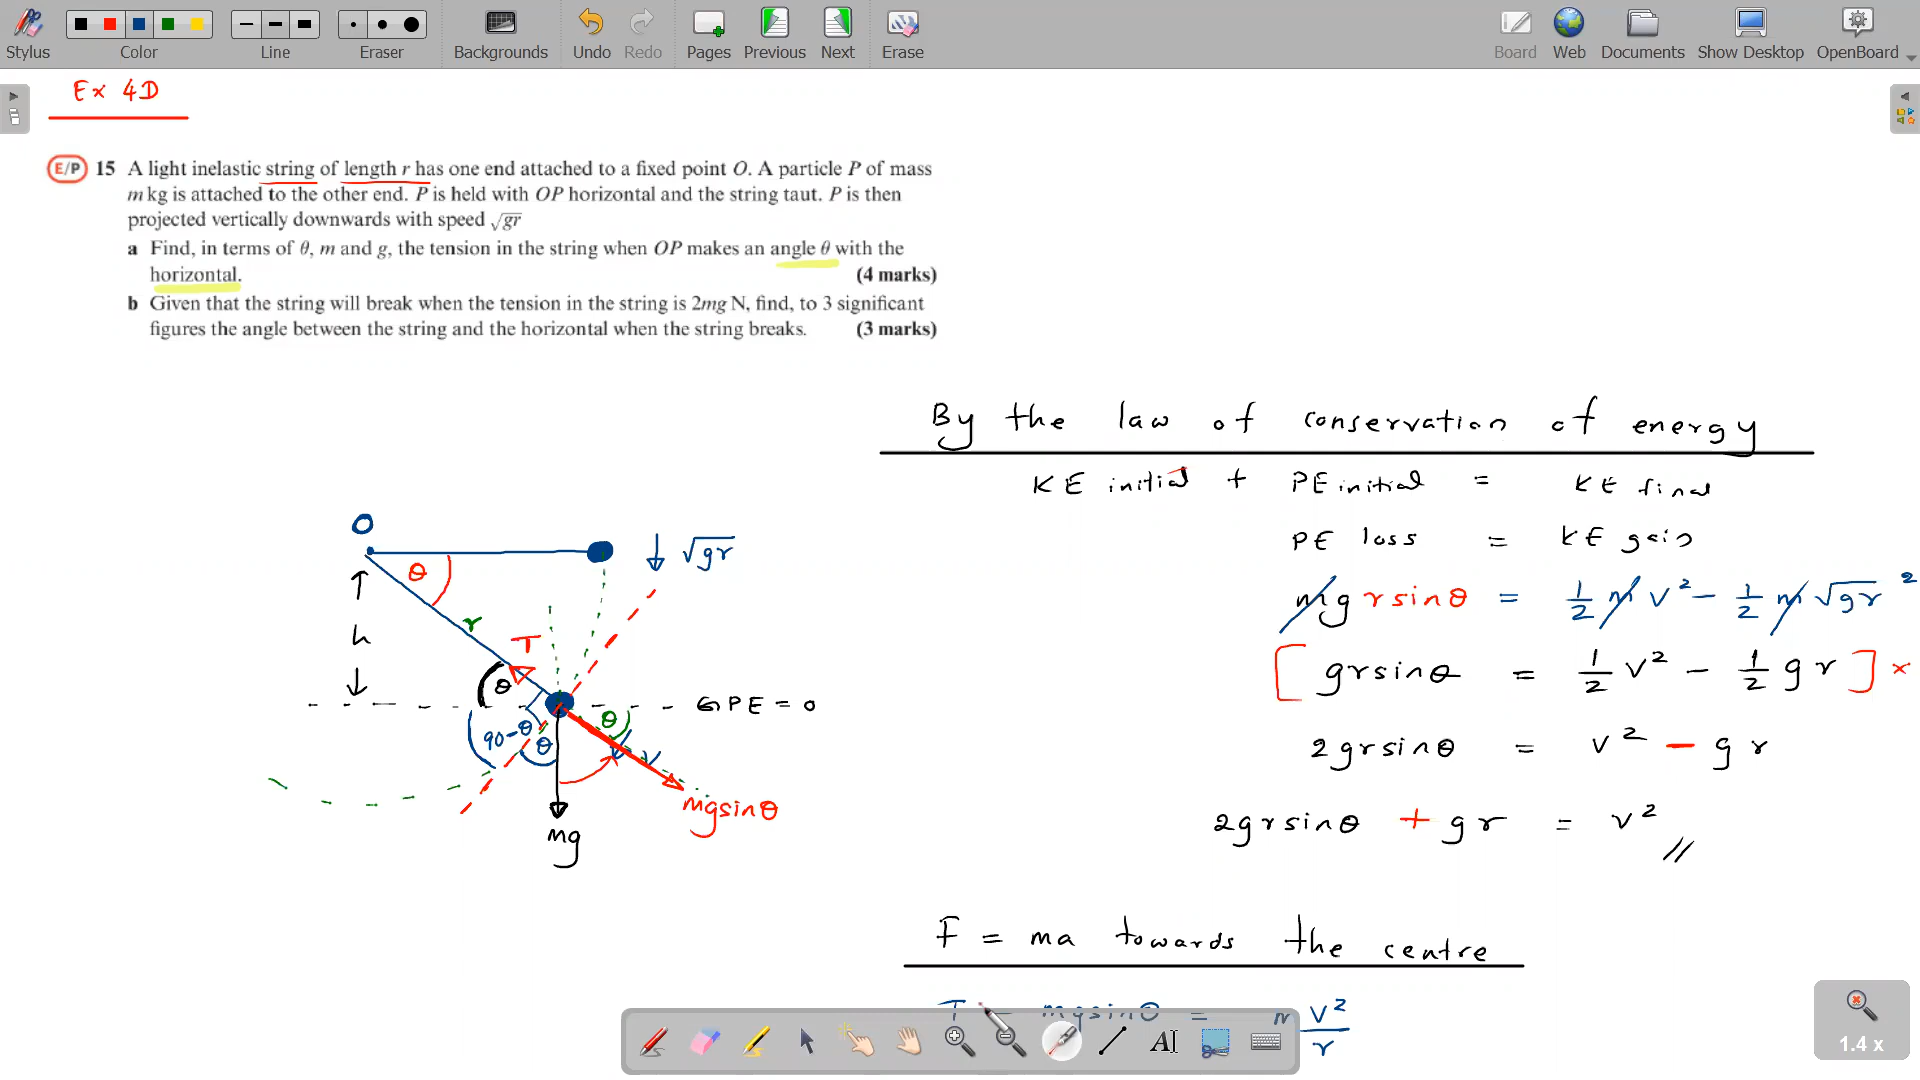 Stylus Color Line Eraser Backgrounds Undo Redo Pages Previous Next Erase Board Web Documents Show Desktop OpenBoard
Ex 4D
E/P 15 A light inelastic string of length r has one end attached to a fixed point O. A particle P of mass
m kg is attached to the other end. P is held with OP horizontal and the string taut. P is then
projected vertically downwards with speed √gr
a Find, in terms of θ, m and g, the tension in the string when OP makes an angle θ with the
horizontal. (4 marks)
b Given that the string will break when the tension in the string is 2mg N, find, to 3 significant
figures the angle between the string and the horizontal when the string breaks. (3 marks)
By the law of conservation of energy
KE initial + PE initial = KE final
PE loss = KE gain
mg rsinθ = 1/2 m v² - 1/2 m √gr ²
[ grsinθ = 1/2 v² - 1/2 gr ] ×
2grsinθ = v² - gr
2grsinθ + gr = v² //
O
√gr
θ
h
r
T
θ
PE = 0
θ
90-θ
θ
v
mgsinθ
mg
F = ma towards the centre
T - mgsinθ = m v²/r
1.4 x